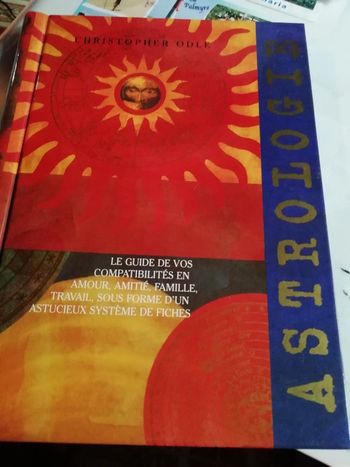 Palmyre
CHRISTOPHER ODLE
ASTROLOGIE
LE GUIDE DE VOS
COMPATIBILITÉS EN
AMOUR, AMITIÉ, FAMILLE,
TRAVAIL, SOUS FORME D'UN
ASTUCIEUX SYSTÈME DE FICHES